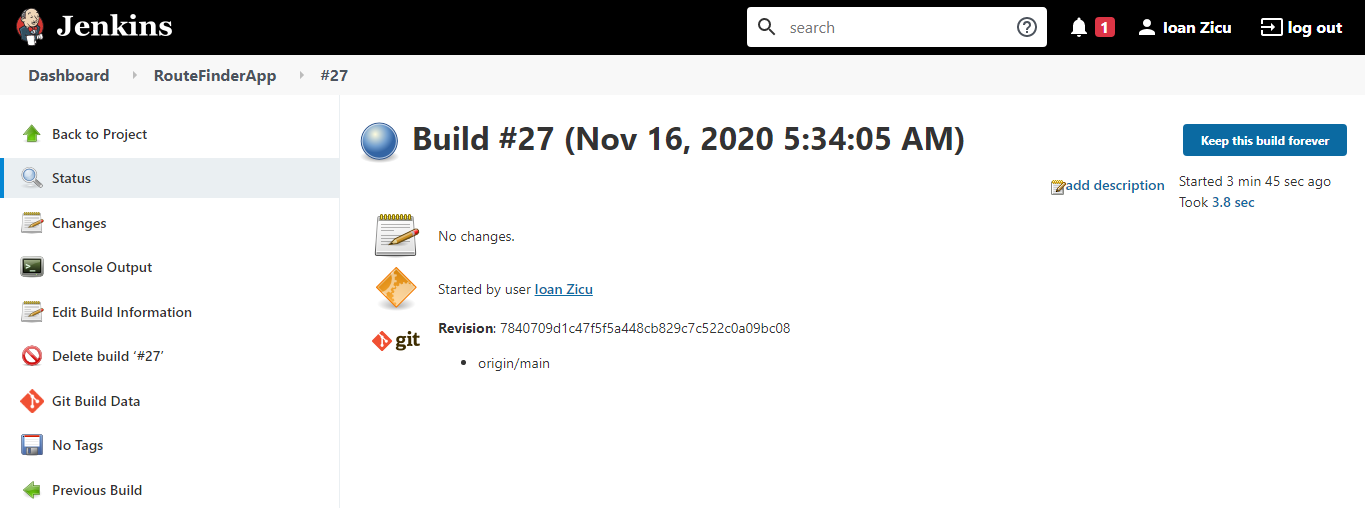 Jenkins
search
1
Ioan Zicu
log out
Dashboard
RouteFinderApp
#27
Back to Project
Status
Changes
Console Output
Edit Build Information
Delete build ‘#27’
Git Build Data
No Tags
Previous Build
Build #27 (Nov 16, 2020 5:34:05 AM)
Keep this build forever
add description
Started 3 min 45 sec ago
Took 3.8 sec
No changes.
Started by user Ioan Zicu
git
Revision: 7840709d1c47f5f5a448cb829c7c522c0a09bc08
origin/main